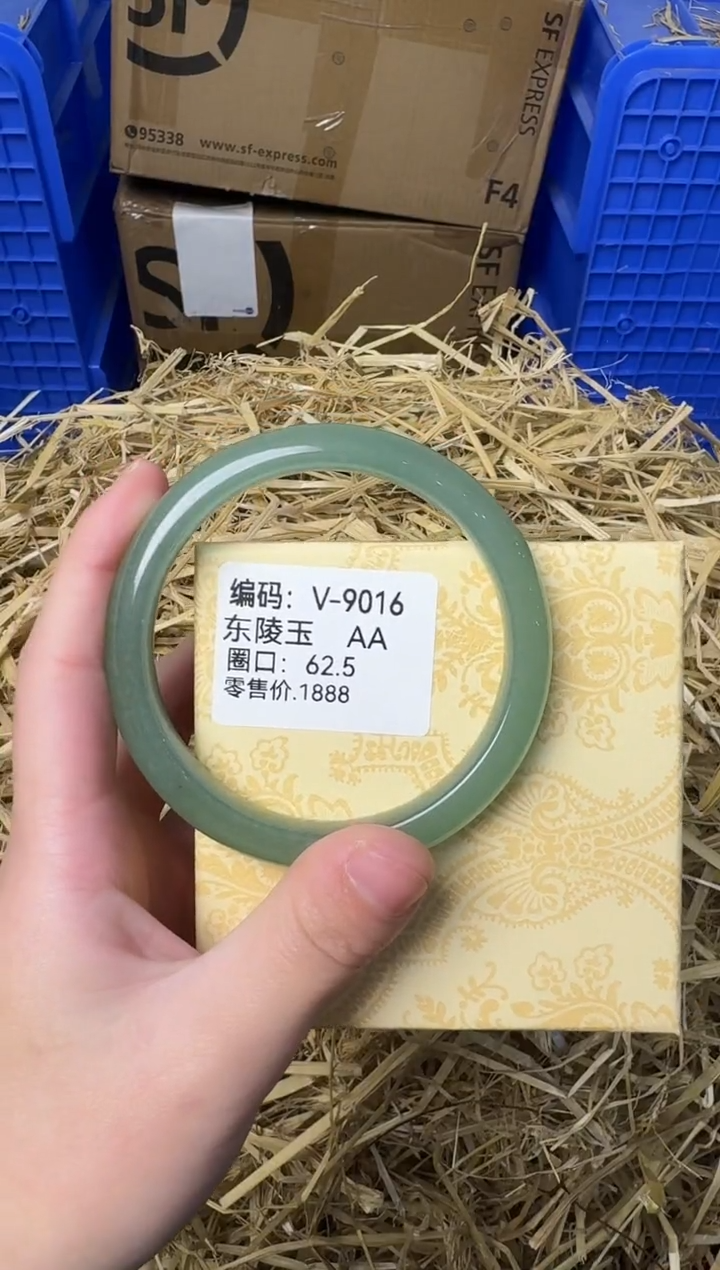 SF
SF EXPRESS
95338 www.sf-express.com
F4
SF
SF EX
编码：V-9016
东陵玉 AA
圈口：62.5
零售价.1888